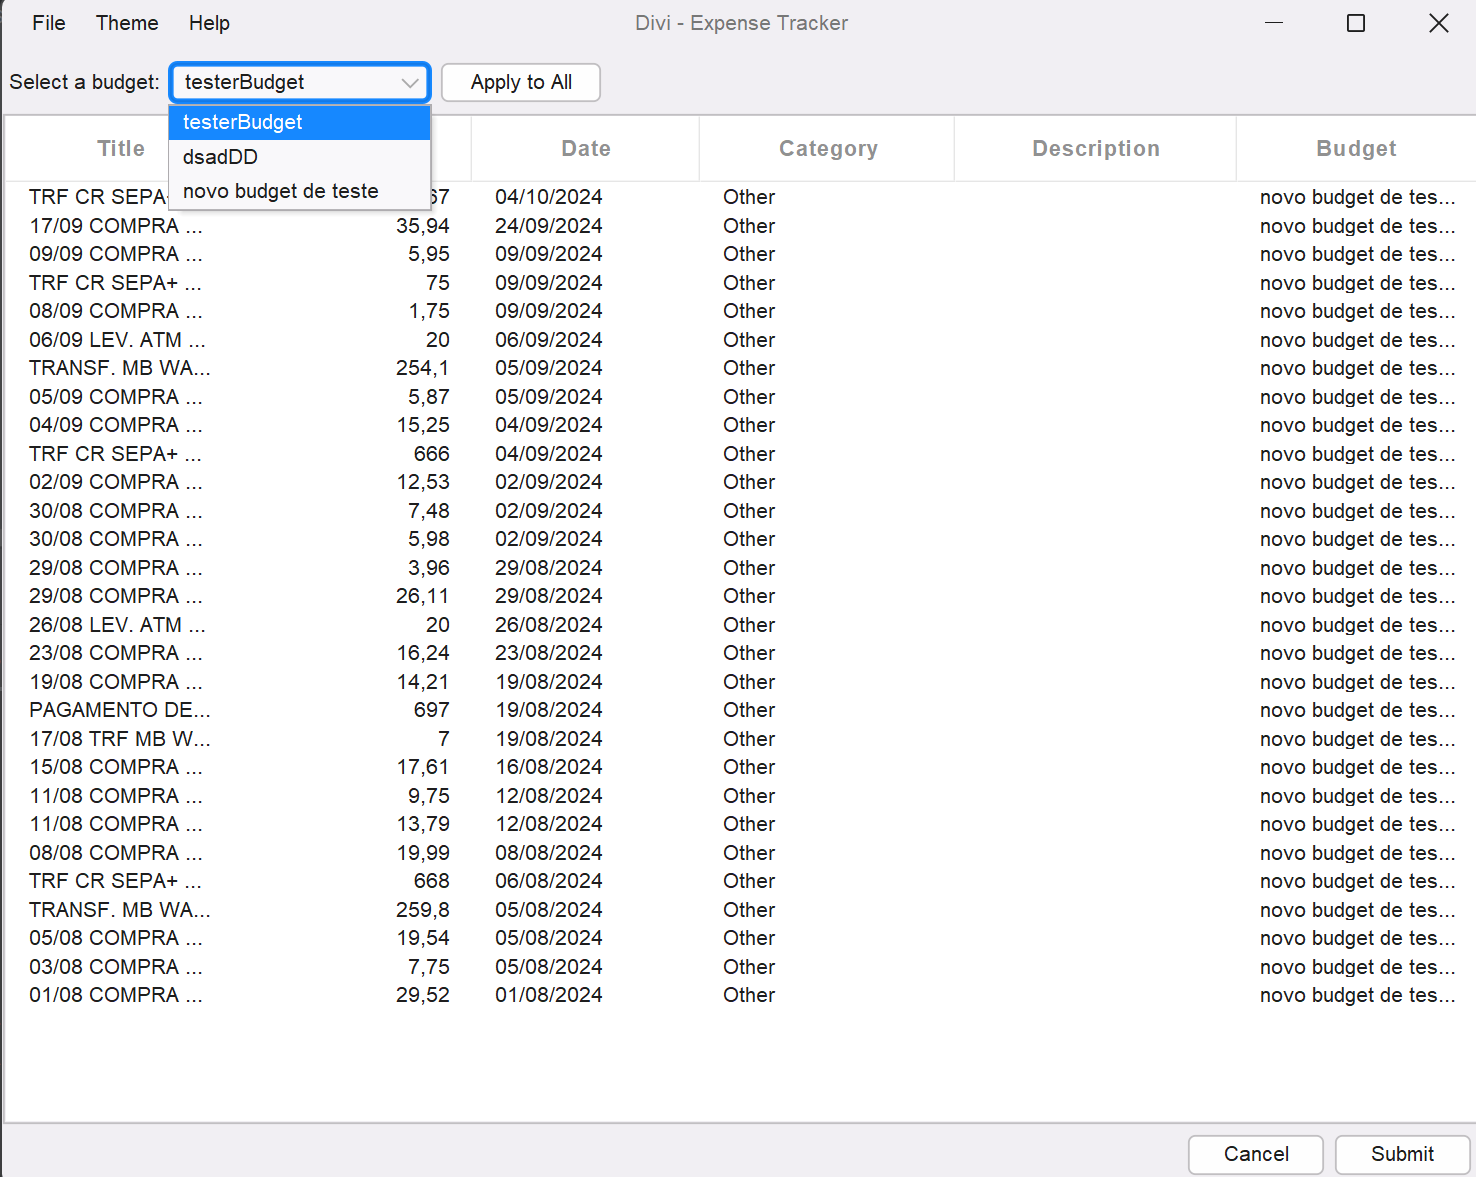 File Theme Help Divi - Expense Tracker
Select a budget: testerBudget Apply to All
testerBudget
dsadDD
novo budget de teste
Title Date Category Description Budget
TRF CR SEPA 67 04/10/2024 Other novo budget de tes...
17/09 COMPRA ... 35,94 24/09/2024 Other novo budget de tes...
09/09 COMPRA ... 5,95 09/09/2024 Other novo budget de tes...
TRF CR SEPA+ ... 75 09/09/2024 Other novo budget de tes...
08/09 COMPRA ... 1,75 09/09/2024 Other novo budget de tes...
06/09 LEV. ATM ... 20 06/09/2024 Other novo budget de tes...
TRANSF. MB WA... 254,1 05/09/2024 Other novo budget de tes...
05/09 COMPRA ... 5,87 05/09/2024 Other novo budget de tes...
04/09 COMPRA ... 15,25 04/09/2024 Other novo budget de tes...
TRF CR SEPA+ ... 666 04/09/2024 Other novo budget de tes...
02/09 COMPRA ... 12,53 02/09/2024 Other novo budget de tes...
30/08 COMPRA ... 7,48 02/09/2024 Other novo budget de tes...
30/08 COMPRA ... 5,98 02/09/2024 Other novo budget de tes...
29/08 COMPRA ... 3,96 29/08/2024 Other novo budget de tes...
29/08 COMPRA ... 26,11 29/08/2024 Other novo budget de tes...
26/08 LEV. ATM ... 20 26/08/2024 Other novo budget de tes...
23/08 COMPRA ... 16,24 23/08/2024 Other novo budget de tes...
19/08 COMPRA ... 14,21 19/08/2024 Other novo budget de tes...
PAGAMENTO DE... 697 19/08/2024 Other novo budget de tes...
17/08 TRF MB W... 7 19/08/2024 Other novo budget de tes...
15/08 COMPRA ... 17,61 16/08/2024 Other novo budget de tes...
11/08 COMPRA ... 9,75 12/08/2024 Other novo budget de tes...
11/08 COMPRA ... 13,79 12/08/2024 Other novo budget de tes...
08/08 COMPRA ... 19,99 08/08/2024 Other novo budget de tes...
TRF CR SEPA+ ... 668 06/08/2024 Other novo budget de tes...
TRANSF. MB WA... 259,8 05/08/2024 Other novo budget de tes...
05/08 COMPRA ... 19,54 05/08/2024 Other novo budget de tes...
03/08 COMPRA ... 7,75 05/08/2024 Other novo budget de tes...
01/08 COMPRA ... 29,52 01/08/2024 Other novo budget de tes...
Cancel Submit